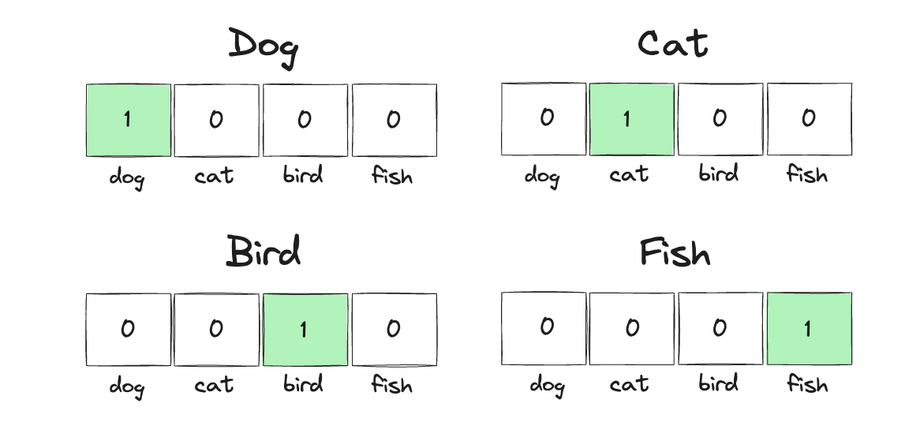 Dog
1 0 0 0
dog cat bird fish
Cat
0 1 0 0
dog cat bird fish
Bird
0 0 1 0
dog cat bird fish
Fish
0 0 0 1
dog cat bird fish